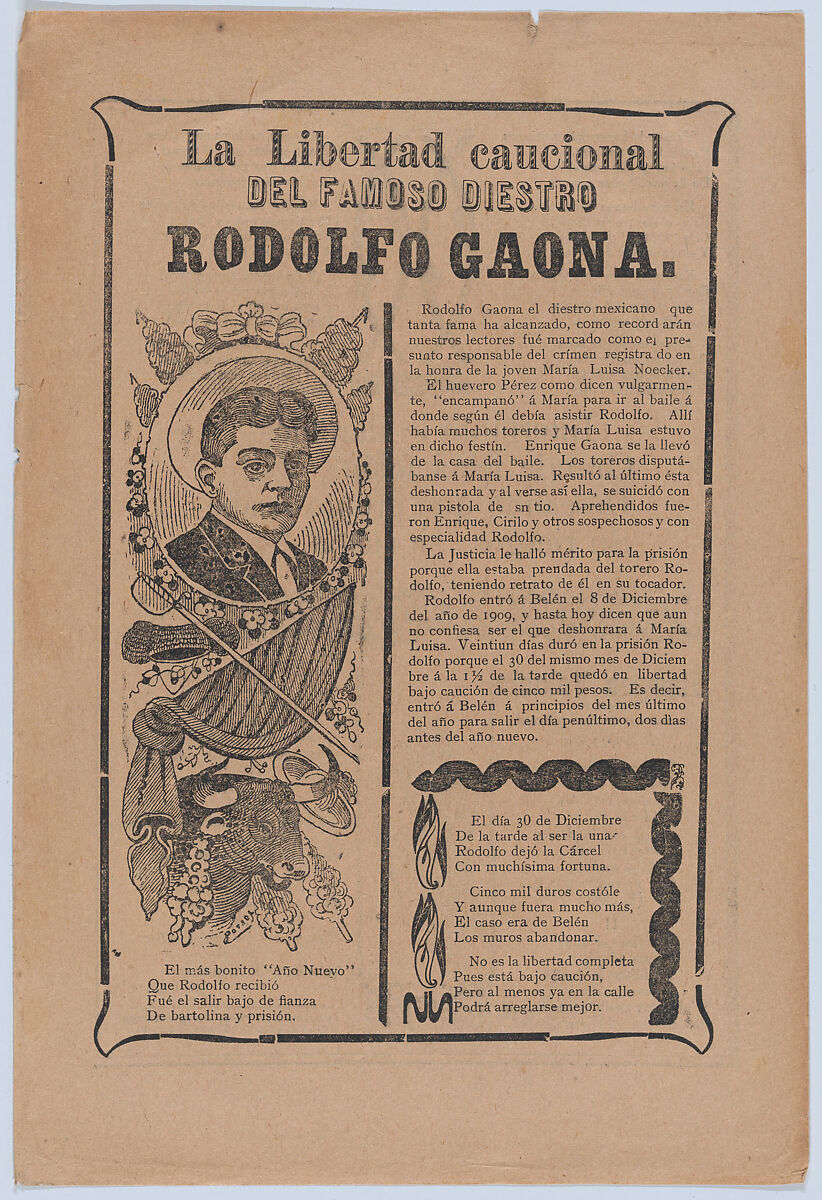 La Libertad caucional
DEL FAMOSO DIESTRO
RODOLFO GAONA.
Rodolfo Gaona el diestro mexicano que
tanta fama ha alcanzado, como record arán
nuestros lectores fué marcado como ej pre-
sunto responsable del crímen registra do en
la honra de la joven María Luisa Noecker.
El huevero Pérez como dicen vulgarmen-
te, "encampanó" á María para ir al baile á
donde según él debía asistir Rodolfo. Allí
había muchos toreros y María Luisa estuvo
en dicho festín. Enrique Gaona se la llevó
de la casa del baile. Los toreros disputá-
banse á María Luisa. Resultó al último ésta
deshonrada y al verse así ella, se suicidó con
una pistola de sn tio. Aprehendidos fue-
ron Enrique, Cirilo y otros sospechosos y con
especialidad Rodolfo.
La Justicia le halló mérito para la prisión
porque ella estaba prendada del torero Ro-
dolfo, teniendo retrato de él en su tocador.
Rodolfo entró á Belén el 8 de Diciembre
del año de 1909, y hasta hoy dicen que aun
no confiesa ser el que deshonrara á María
Luisa. Veintiun días duró en la prisión Ro-
dolfo porque el 30 del mismo mes de Diciem
bre á la 1½ de la tarde quedó en libertad
bajo caución de cinco mil pesos. Es decir,
entró á Belén á principios del mes último
del año para salir el día penúltimo, dos dìas
antes del año nuevo.
El día 30 de Diciembre
De la tarde al ser la una
Rodolfo dejó la Cárcel
Con muchísima fortuna.
Cinco mil duros costóle
Y aunque fuera mucho más,
El caso era de Belén
Los muros abandonar.
No es la libertad completa
Pues está bajo caución,
Pero al menos ya en la calle
Podrá arreglarse mejor.
POSADA
El más bonito "Año Nuevo"
Que Rodolfo recibió
Fué el salir bajo de fianza
De bartolina y prisión.